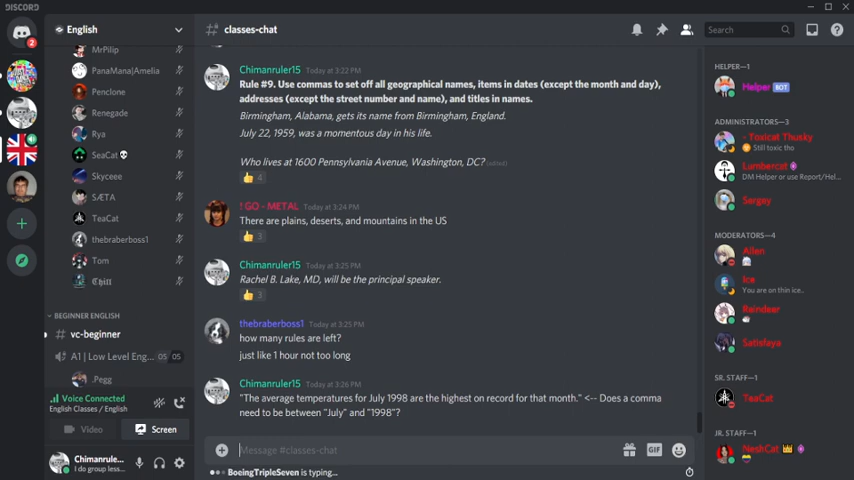 DISCORD
2
English
MrPilip
PanaMana|Amelia
Penclone
Renegade
Rya
SeaCat
Skyceee
SÆTA
TeaCat
thebraberboss1
Tom
Chill
BEGINNER ENGLISH
# vc-beginner
A1 | Low Level Eng... 05 05
.Pegg
Voice Connected
English Classes / English
Video
Screen
Chimanrule...
I do group less...
# classes-chat
Search
Chimanruler15 Today at 3:22 PM
Rule #9. Use commas to set off all geographical names, items in dates (except the month and day),
addresses (except the street number and name), and titles in names.
Birmingham, Alabama, gets its name from Birmingham, England.
July 22, 1959, was a momentous day in his life.
Who lives at 1600 Pennsylvania Avenue, Washington, DC? (edited)
4
! GO - METAL Today at 3:24 PM
There are plains, deserts, and mountains in the US
3
Chimanruler15 Today at 3:25 PM
Rachel B. Lake, MD, will be the principal speaker.
3
thebraberboss1 Today at 3:25 PM
how many rules are left?
just like 1 hour not too long
Chimanruler15 Today at 3:26 PM
"The average temperatures for July 1998 are the highest on record for that month." <-- Does a comma
need to be between "July" and "1998"?
Message #classes-chat
GIF
BoeingTripleSeven is typing...
HELPER—1
Helper BOT
ADMINISTRATORS—3
- Toxicat Thusky
Still toxic tho
Lumbercat
DM Helper or use Report/Hel...
Sergey
MODERATORS—4
Allen
Ice
You are on thin ice..
Reindeer
Satisfaya
SR. STAFF—1
TeaCat
JR. STAFF—1
NeshCat